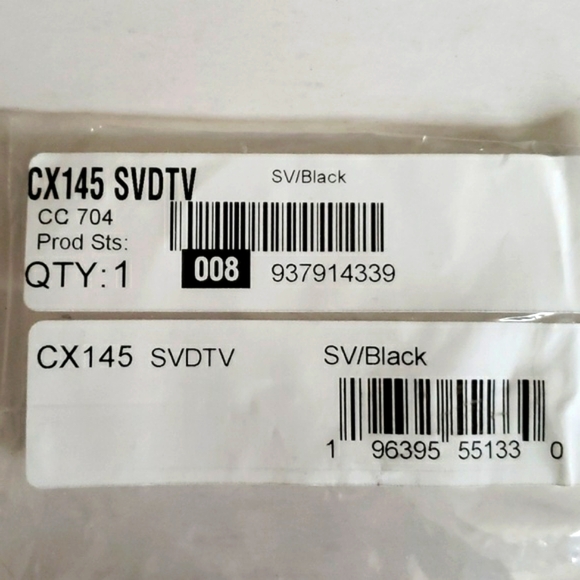 CX145 SVDTV SV/Black
CC 704
Prod Sts:
QTY: 1 008 937914339
CX145 SVDTV SV/Black
1 96395 55133 0